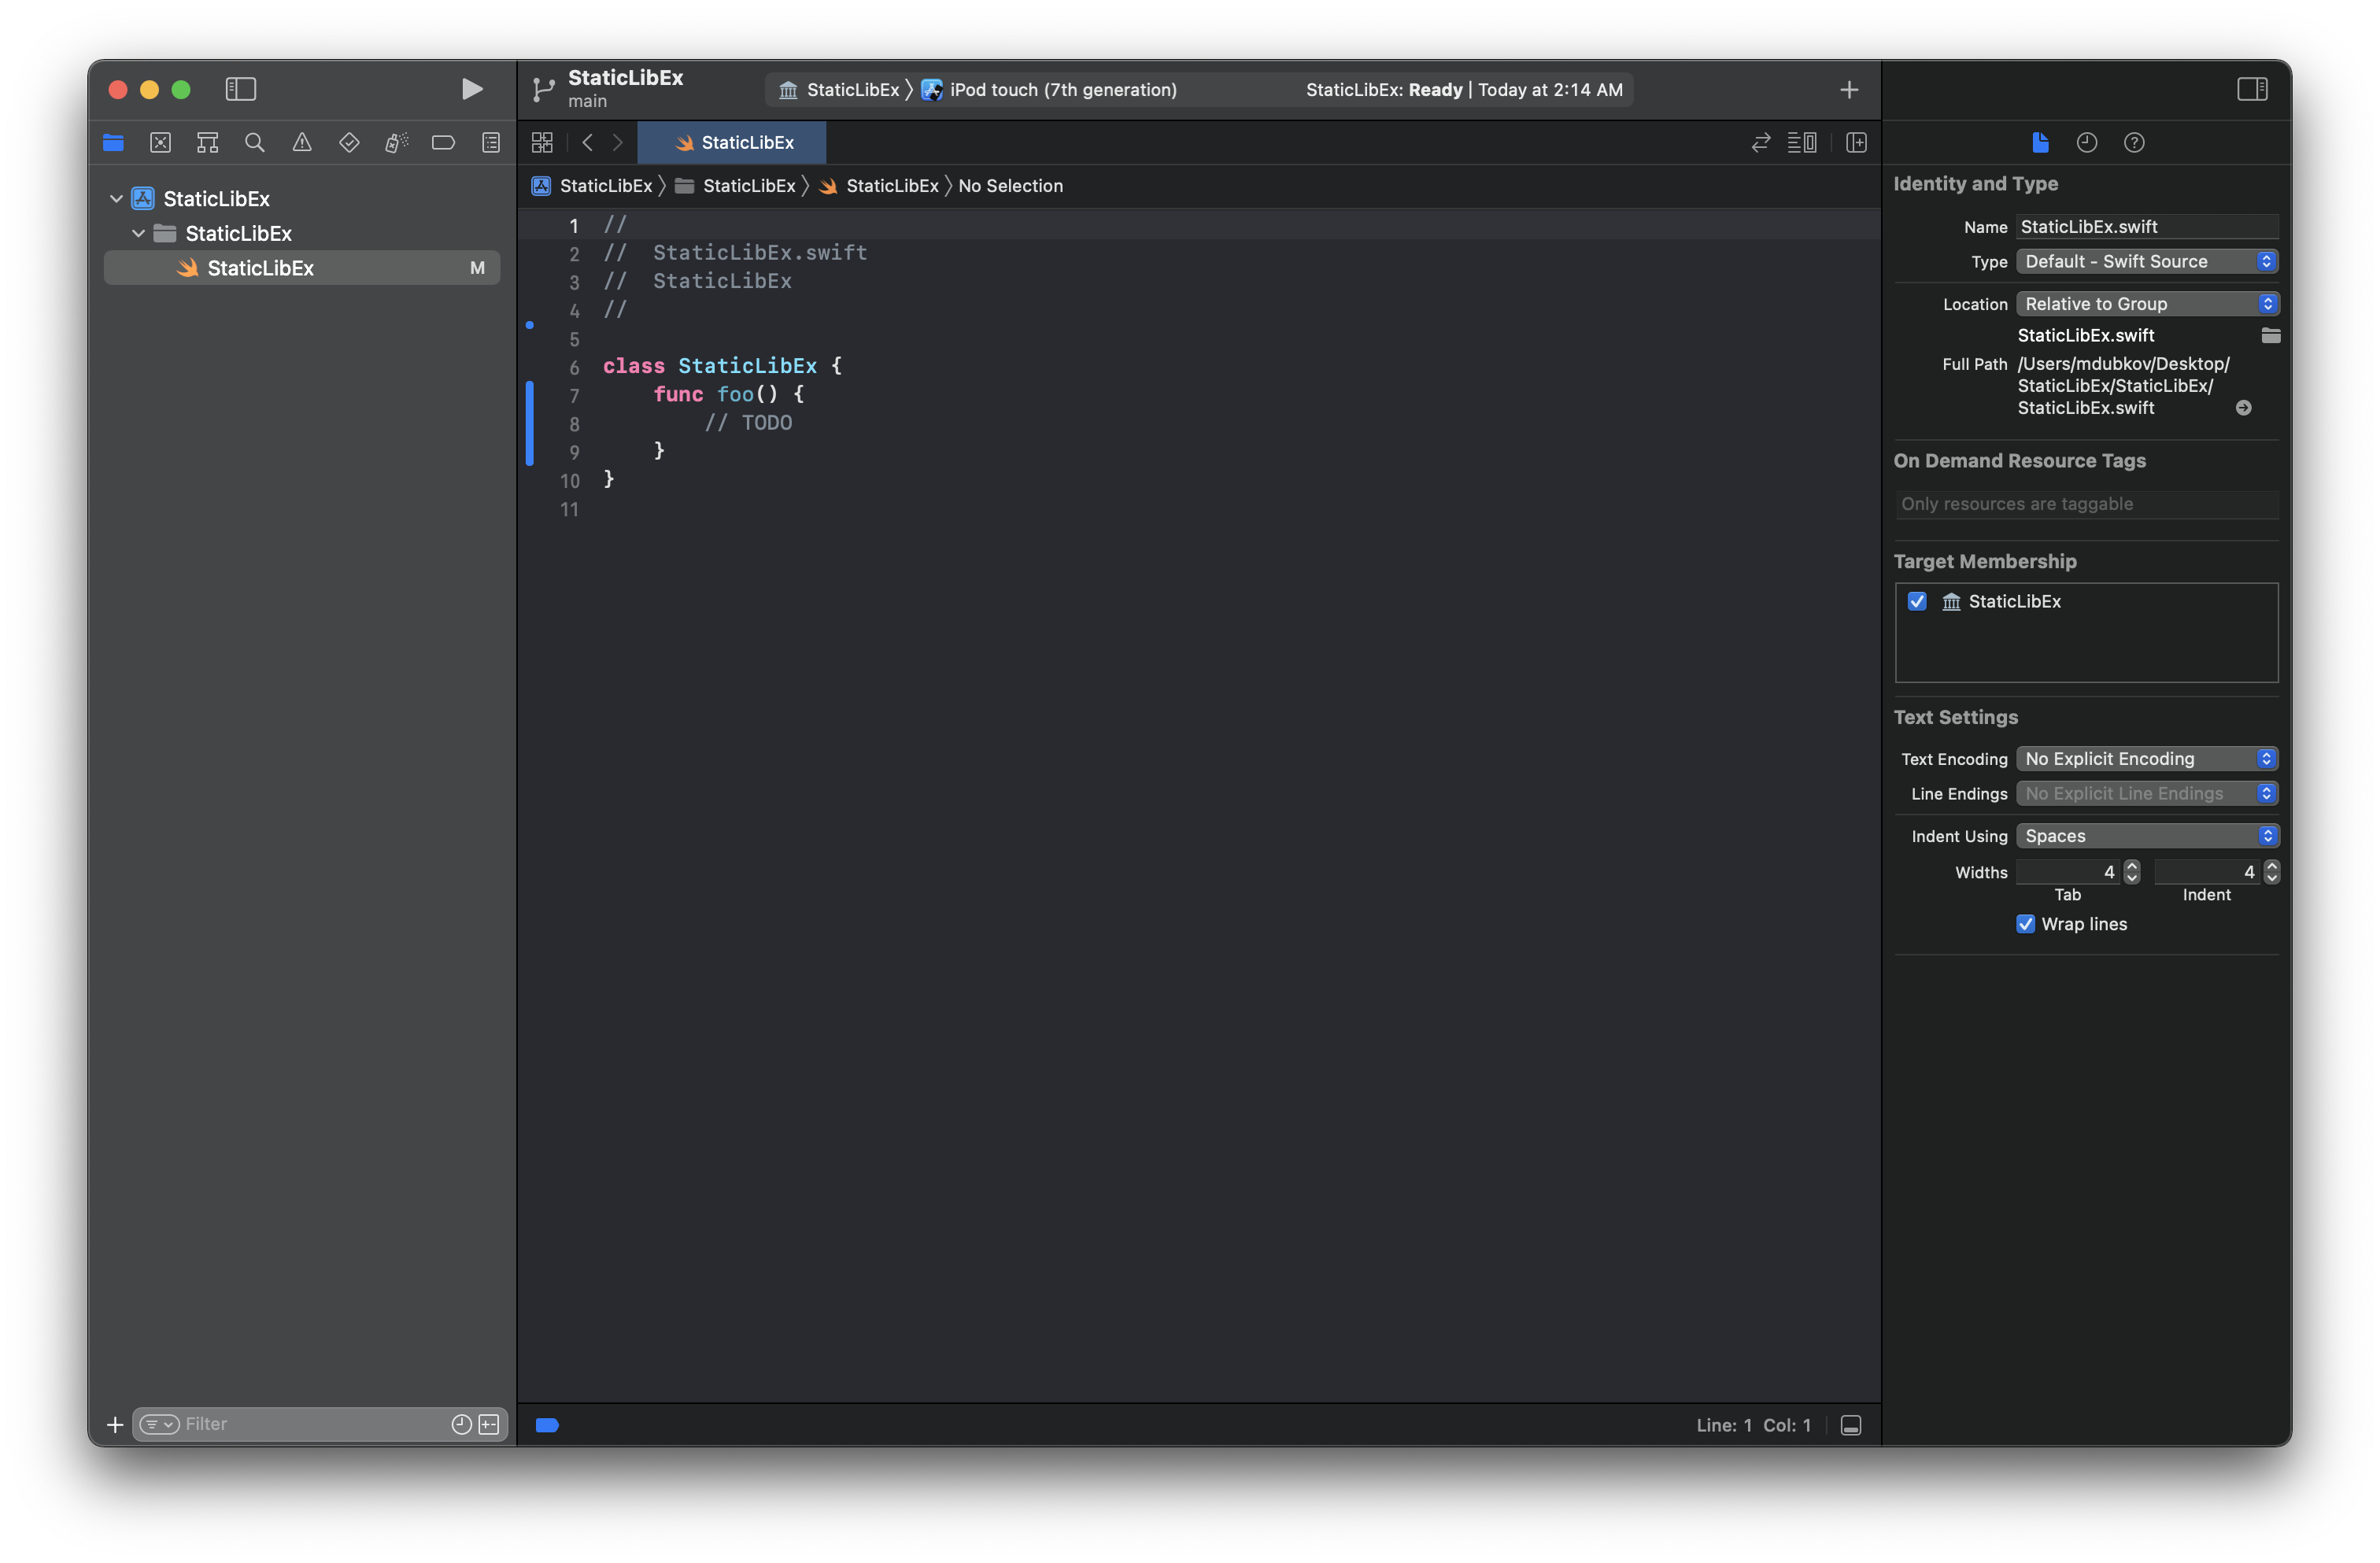 StaticLibEx
main
StaticLibEx
iPod touch (7th generation)
StaticLibEx: Ready | Today at 2:14 AM
StaticLibEx
StaticLibEx
StaticLibEx M
Filter
StaticLibEx
StaticLibEx
StaticLibEx
StaticLibEx
No Selection
1 //
2 //  StaticLibEx.swift
3 //  StaticLibEx
4 //
5
6 class StaticLibEx {
7     func foo() {
8         // TODO
9     }
10 }
11
Line: 1  Col: 1
Identity and Type
Name StaticLibEx.swift
Type Default - Swift Source
Location Relative to Group
StaticLibEx.swift
Full Path /Users/mdubkov/Desktop/
StaticLibEx/StaticLibEx/
StaticLibEx.swift
On Demand Resource Tags
Only resources are taggable
Target Membership
StaticLibEx
Text Settings
Text Encoding No Explicit Encoding
Line Endings No Explicit Line Endings
Indent Using Spaces
Widths 4 4
Tab Indent
Wrap lines